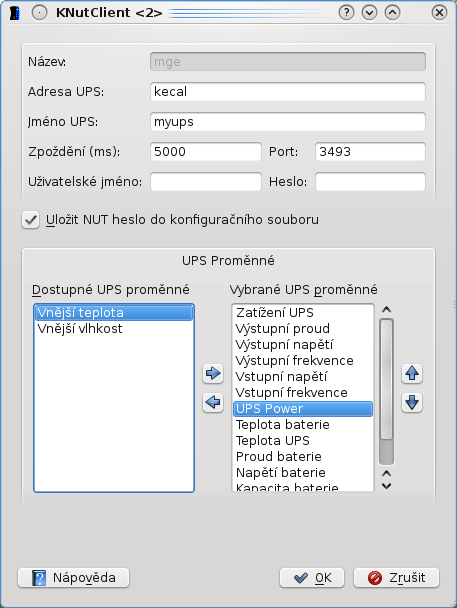 KNutClient <2>
Název: mge
Adresa UPS: kecal
Jméno UPS: myups
Zpoždění (ms): 5000 Port: 3493
Uživatelské jméno: Heslo:
Uložit NUT heslo do konfiguračního souboru
UPS Proměnné
Dostupné UPS proměnné
Vnější teplota
Vnější vlhkost
Vybrané UPS proměnné
Zatížení UPS
Výstupní proud
Výstupní napětí
Výstupní frekvence
Vstupní napětí
Vstupní frekvence
UPS Power
Teplota baterie
Teplota UPS
Proud baterie
Napětí baterie
Kapacita baterie
Nápověda OK Zrušit